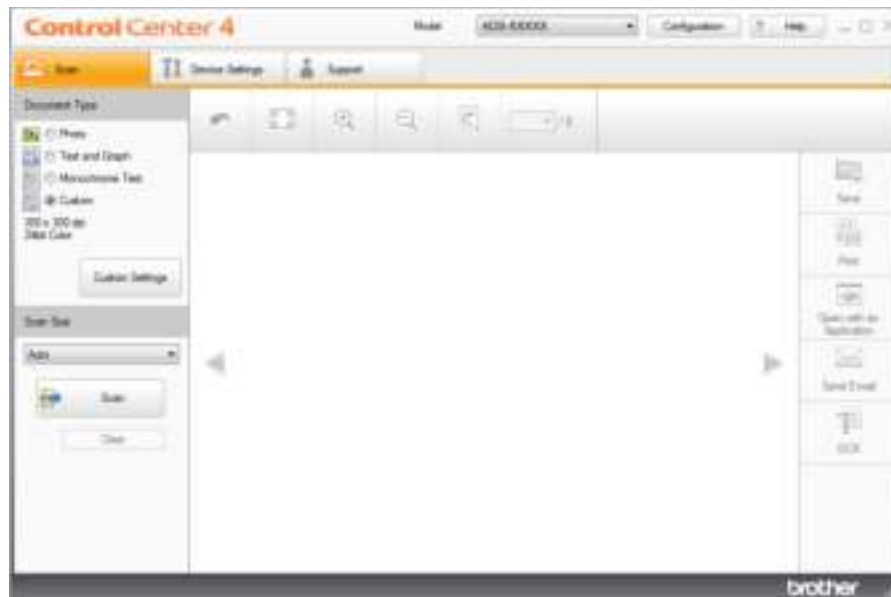 Control Center 4
Model ADS-XXXXX Configuration ? Help
Scan Device Settings Support
Document Type
Photo
Text and Graph
Monochrome Text
Custom
300 x 300 dpi
24bit Color
Custom Settings
Scan Size
Auto
Scan
Clear
Save
Print
Open with an
Application
Send E-mail
OCR
brother